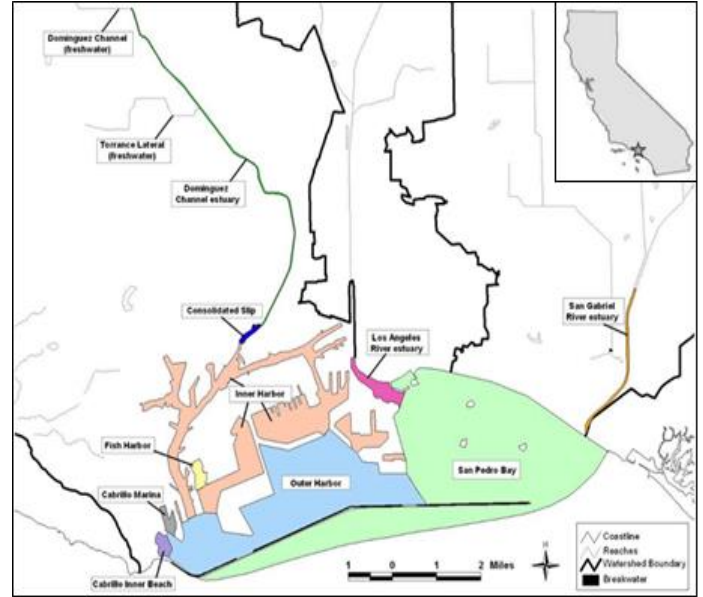 Dominguez Channel
(freshwater)
Torrance Lateral
(freshwater)
Dominguez
Channel estuary
Consolidated Slip
Los Angeles
River estuary
San Gabriel
River estuary
Inner Harbor
Fish Harbor
San Pedro Bay
Outer Harbor
Cabrillo Marina
Cabrillo Inner Beach
1 0 1 2 Miles
Coastline
Reaches
Watershed Boundary
Breakwater